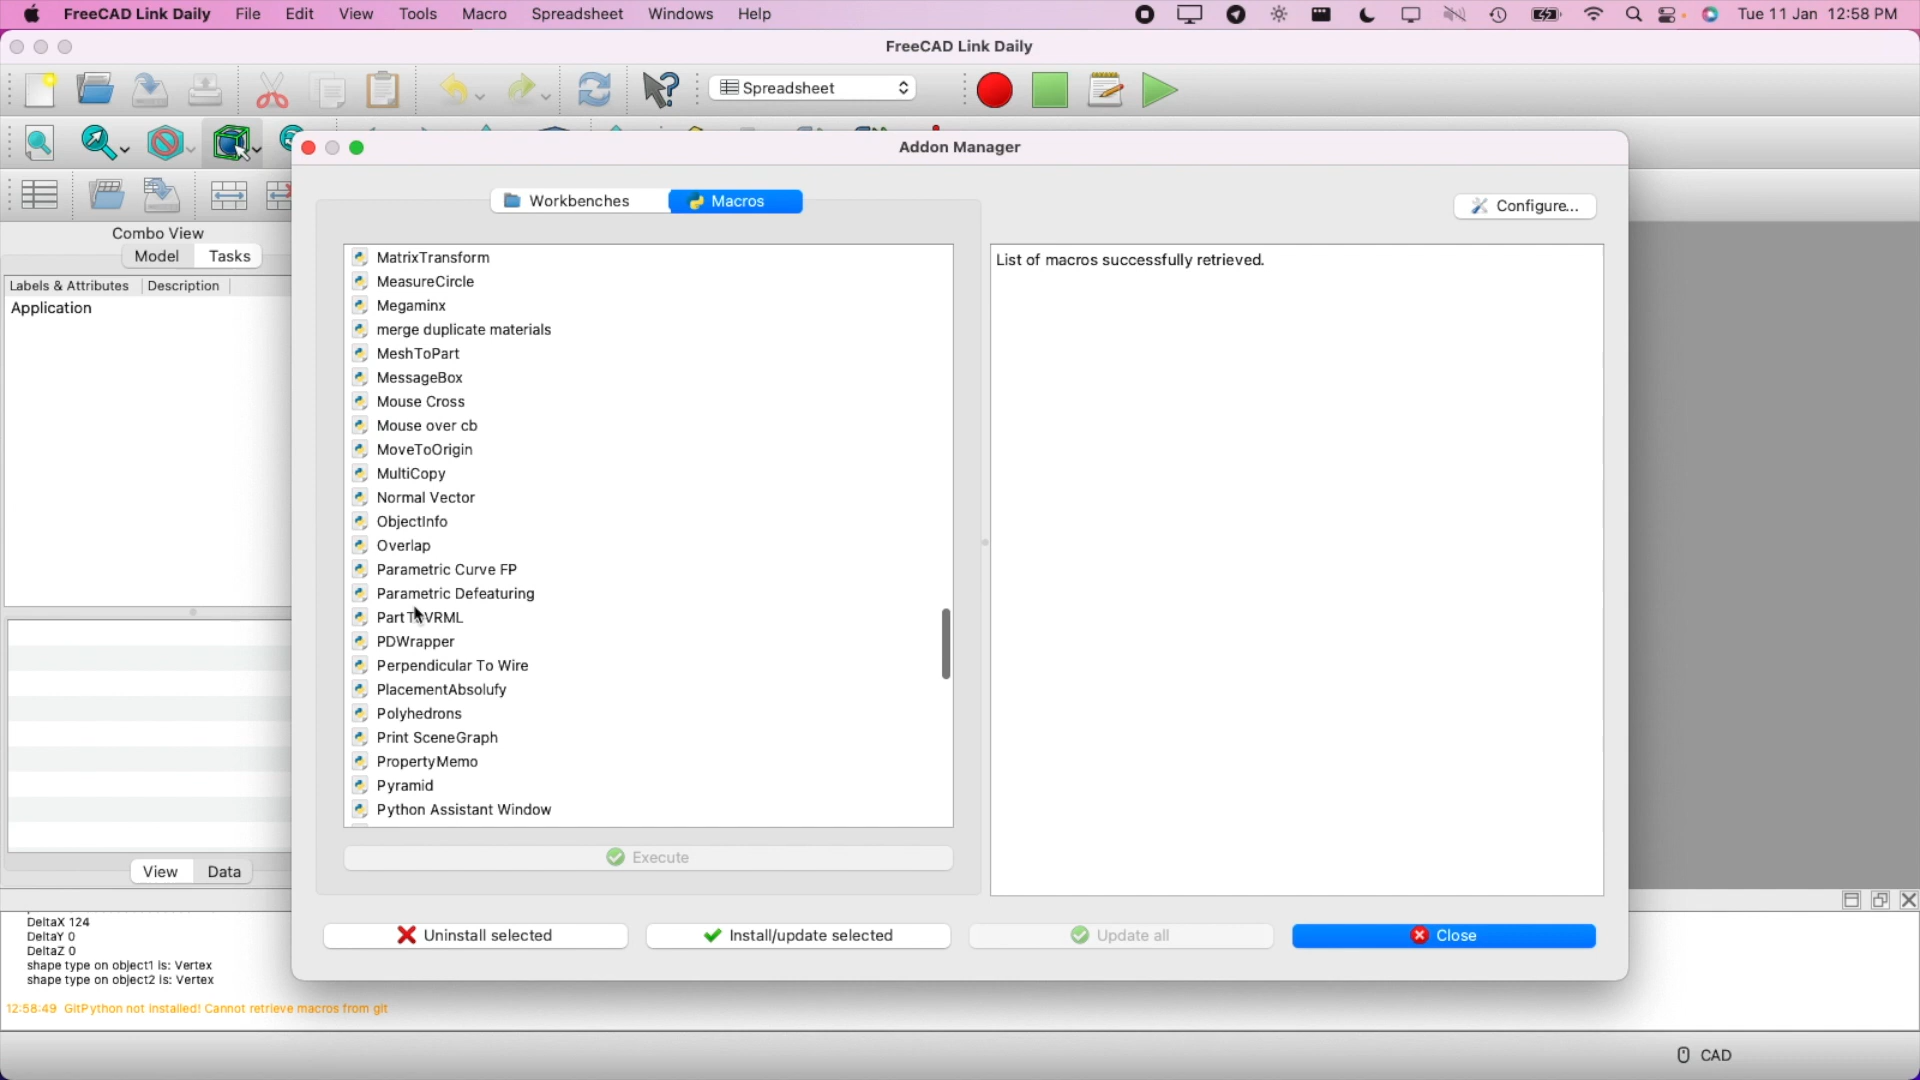 FreeCAD Link Daily File Edit View Tools Macro Spreadsheet Windows Help Tue 11 Jan 12:58 PM
FreeCAD Link Daily
Spreadsheet
Addon Manager
Workbenches Macros
Configure...
Combo View
Model Tasks
Labels & Attributes Description
Application
MatrixTransform
MeasureCircle
Megaminx
merge duplicate materials
MeshToPart
MessageBox
Mouse Cross
Mouse over cb
MoveToOrigin
MultiCopy
Normal Vector
ObjectInfo
Overlap
Parametric Curve FP
Parametric Defeaturing
PartToVRML
PDWrapper
Perpendicular To Wire
PlacementAbsolufy
Polyhedrons
Print SceneGraph
PropertyMemo
Pyramid
Python Assistant Window
List of macros successfully retrieved.
Execute
View Data
Uninstall selected Install/update selected Update all Close
DeltaX 124
DeltaY 0
DeltaZ 0
shape type on object1 is: Vertex
shape type on object2 is: Vertex
12:58:49 GitPython not installed! Cannot retrieve macros from git
CAD